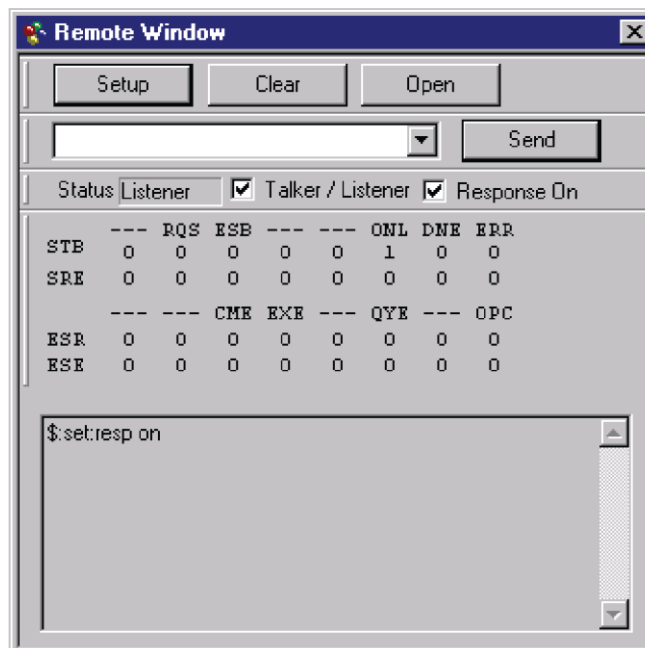 Remote Window
Setup Clear Open
Send
Status Listener Talker / Listener Response On
--- RQS ESB --- --- ONL DNE ERR
STB 0 0 0 0 0 1 0 0
SRE 0 0 0 0 0 0 0 0
--- --- CME EXE --- QYE --- OPC
ESR 0 0 0 0 0 0 0 0
ESE 0 0 0 0 0 0 0 0
$:set:resp on